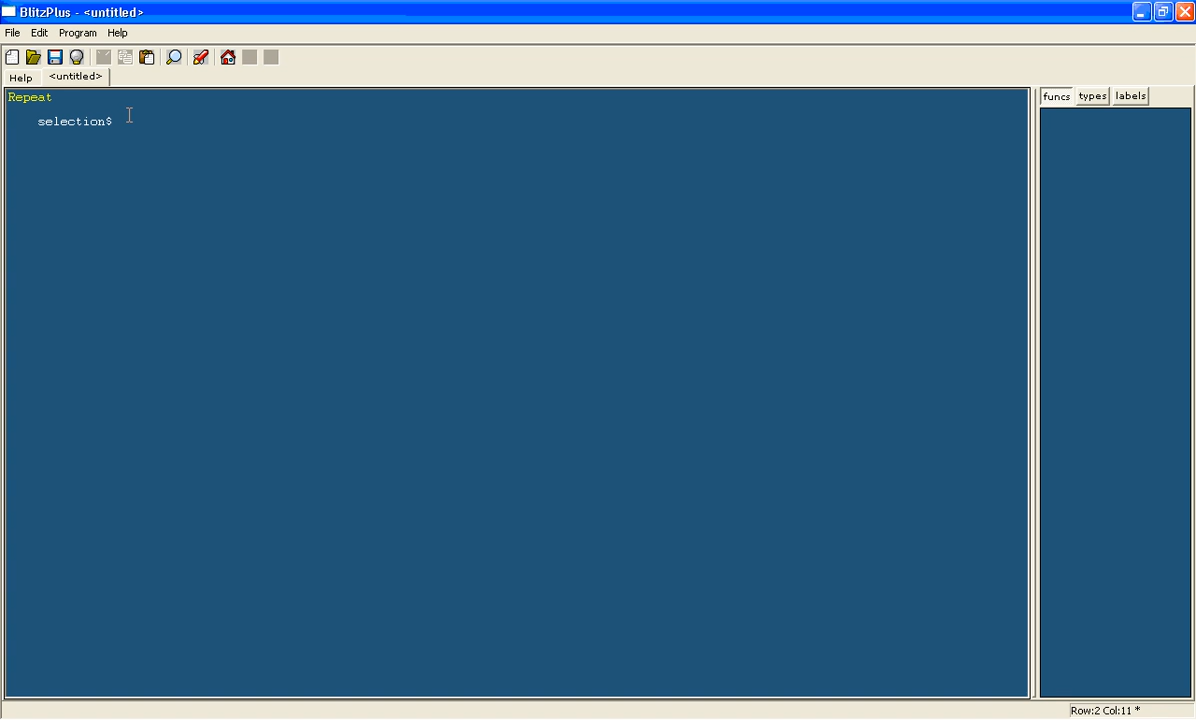 BlitzPlus - <untitled>
File Edit Program Help
Help <untitled>
Repeat
selection$
funcs types labels
Row:2 Col:11 *